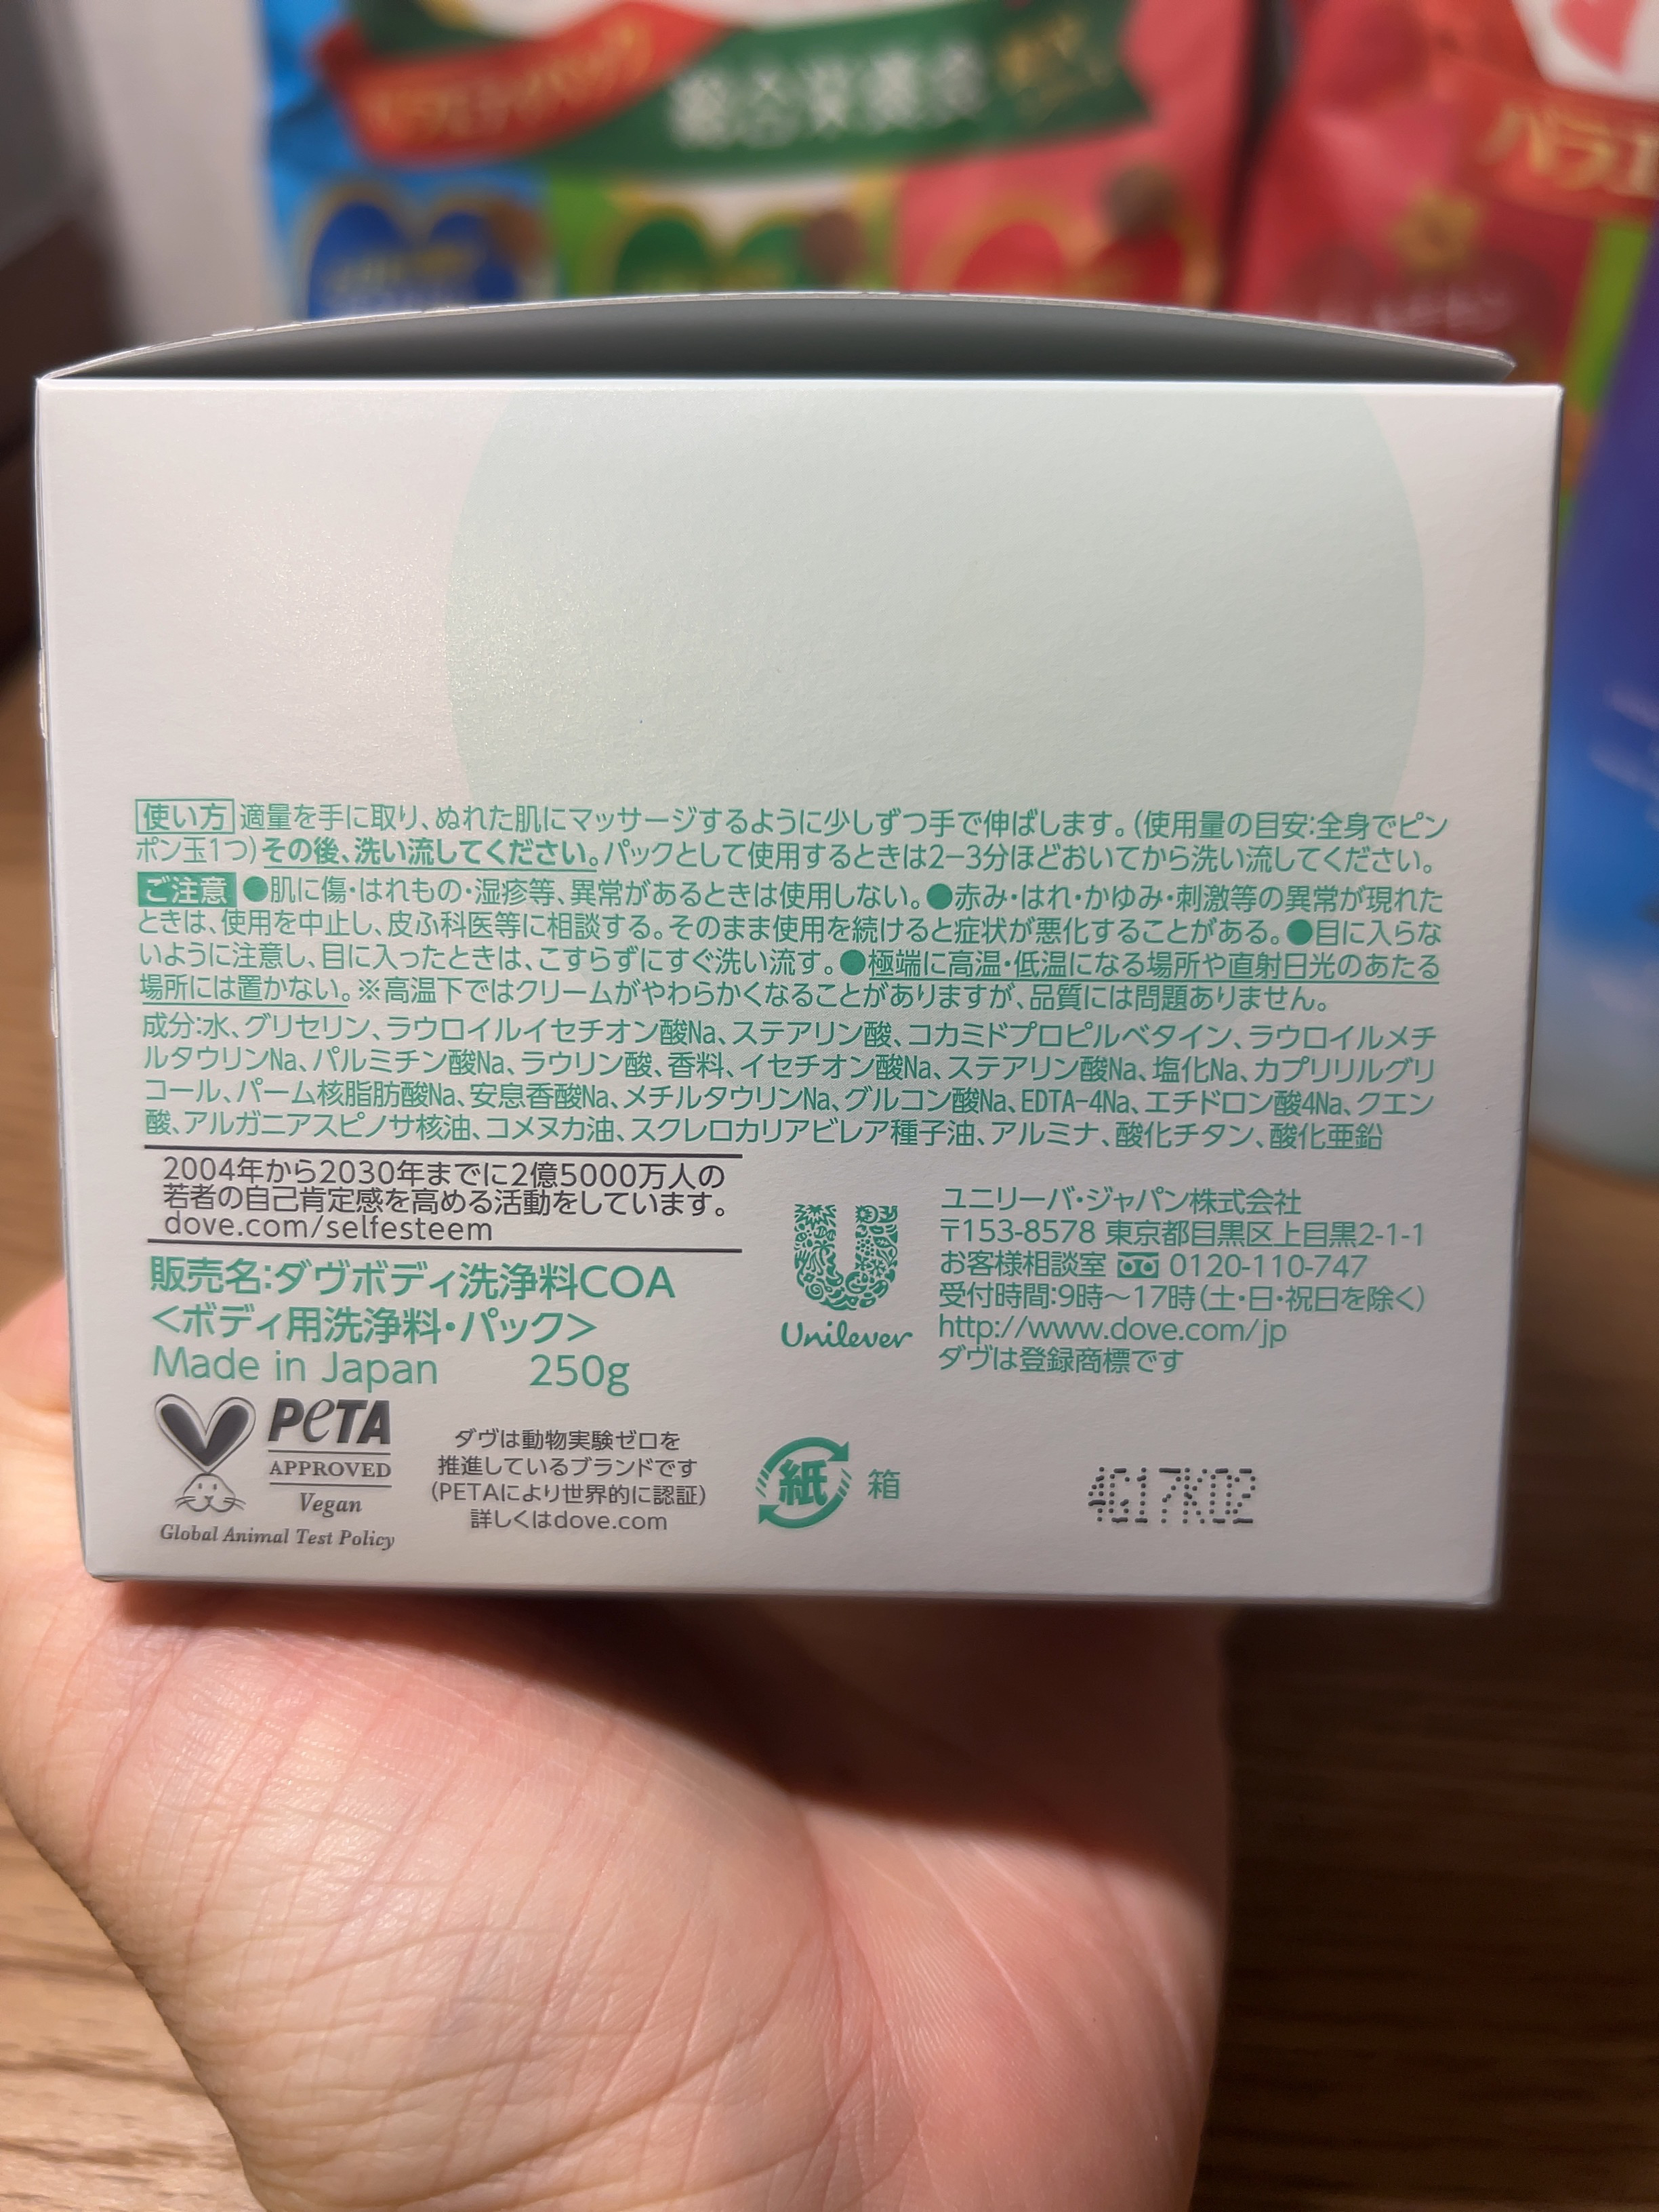 総合栄養食
バラエ
使い方 適量を手に取り、ぬれた肌にマッサージするように少しずつ手で伸ばします。(使用量の目安:全身でピン
ポン玉1つ)その後、洗い流してください。パックとして使用するときは2−3分ほどおいてから洗い流してください。
ご注意 ●肌に傷・はれもの・湿疹等、異常があるときは使用しない。●赤み・はれ・かゆみ・刺激等の異常が現れた
ときは、使用を中止し、皮ふ科医等に相談する。そのまま使用を続けると症状が悪化することがある。●目に入らな
いように注意し、目に入ったときは、こすらずにすぐ洗い流す。●極端に高温・低温になる場所や直射日光のあたる
場所には置かない。※高温下ではクリームがやわらかくなることがありますが、品質には問題ありません。
成分:水、グリセリン、ラウロイルイセチオン酸Na、ステアリン酸、コカミドプロピルベタイン、ラウロイルメチ
ルタウリンNa、パルミチン酸Na、ラウリン酸、香料、イセチオン酸Na、ステアリン酸Na、塩化Na、カプリリルグリ
コール、パーム核脂肪酸Na、安息香酸Na、メチルタウリンNa、グルコン酸Na、EDTA−4Na、エチドロン酸4Na、クエン
酸、アルガニアスピノサ核油、コメヌカ油、スクレロカリアビレア種子油、アルミナ、酸化チタン、酸化亜鉛
2004年から2030年までに2億5000万人の
若者の自己肯定感を高める活動をしています。
dove.com/selfesteem
販売名:ダヴボディ洗浄料COA
<ボディ用洗浄料・パック>
Made in Japan 250g
Unilever
ユニリーバ・ジャパン株式会社
〒153-8578 東京都目黒区上目黒2-1-1
お客様相談室 0120-110-747
受付時間:9時〜17時(土・日・祝日を除く)
http://www.dove.com/jp
ダヴは登録商標です
PeTA
APPROVED
Vegan
Global Animal Test Policy
ダヴは動物実験ゼロを
推進しているブランドです
(PETAにより世界的に認証)
詳しくはdove.com
紙 箱
4G17K02